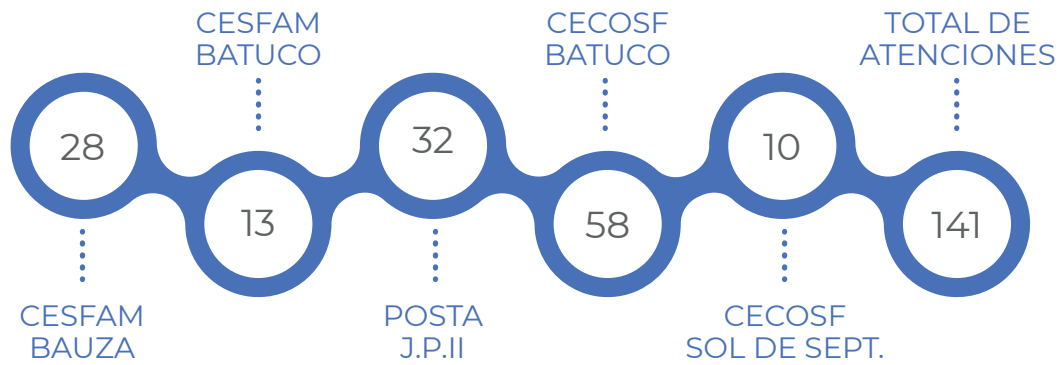 CESFAM
BATUCO
CECOSF
BATUCO
TOTAL DE
ATENCIONES
28
13
32
58
10
141
CESFAM
BAUZA
POSTA
J.P.II
CECOSF
SOL DE SEPT.